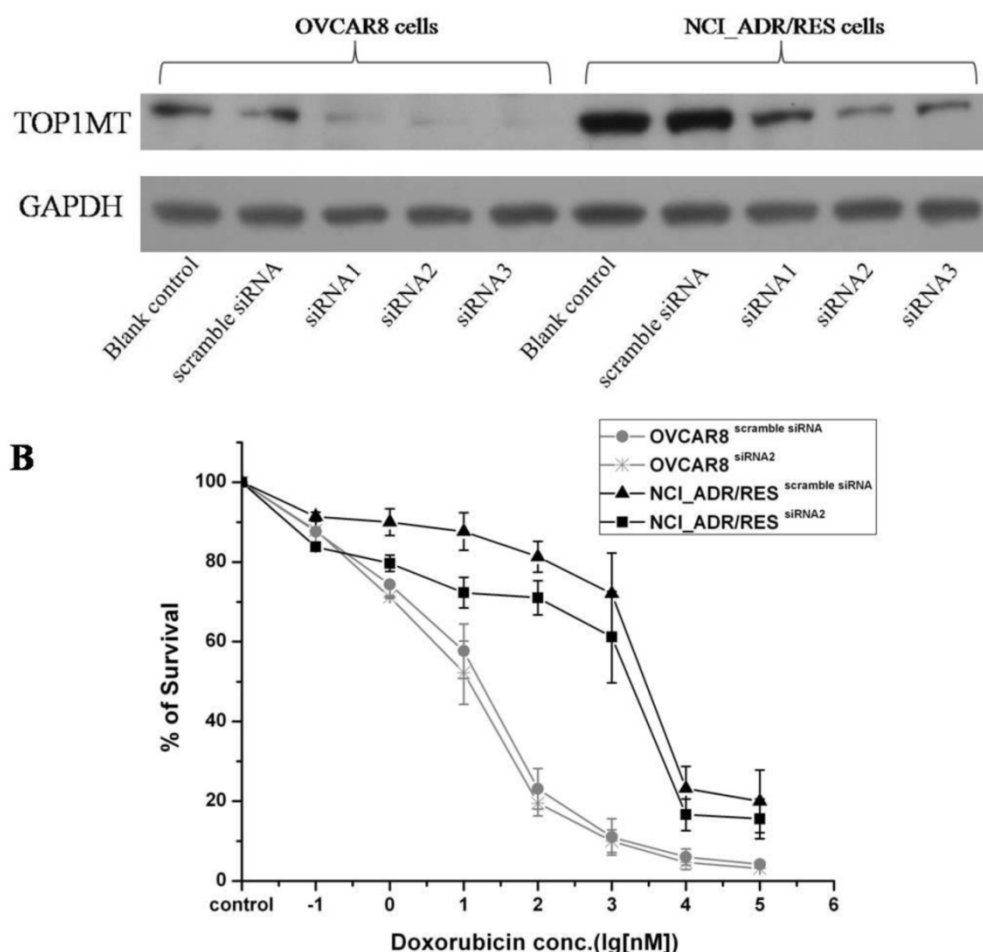 OVCAR8 cells NCI_ADR/RES cells
TOP1MT
GAPDH
Blank control scramble siRNA siRNA1 siRNA2 siRNA3 Blank control scramble siRNA siRNA1 siRNA2 siRNA3
B
OVCAR8 scramble siRNA
OVCAR8 siRNA2
NCI_ADR/RES scramble siRNA
NCI_ADR/RES siRNA2
% of Survival
100
80
60
40
20
0
control -1 0 1 2 3 4 5 6
Doxorubicin conc.(lg[nM])